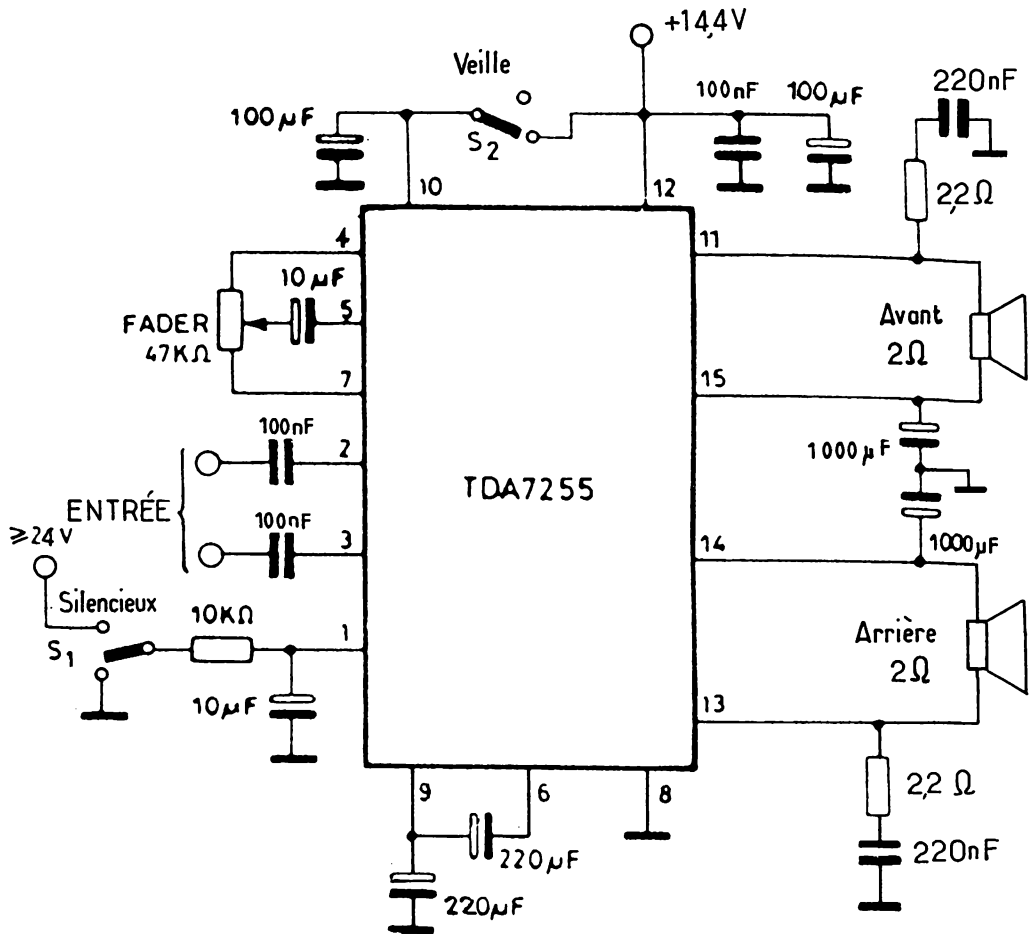 +14,4V
Veille
220nF
100µF
100nF
100µF
S2
10
12
2,2Ω
4
11
10µF
5
FADER
47KΩ
Avant
2Ω
7
15
100nF
2
1000µF
TDA7255
ENTRÉE
100nF
≥24V
3
14
1000µF
Silencieux
10KΩ
S1
1
Arrière
2Ω
10µF
13
9
6
8
2,2Ω
220µF
220nF
220µF